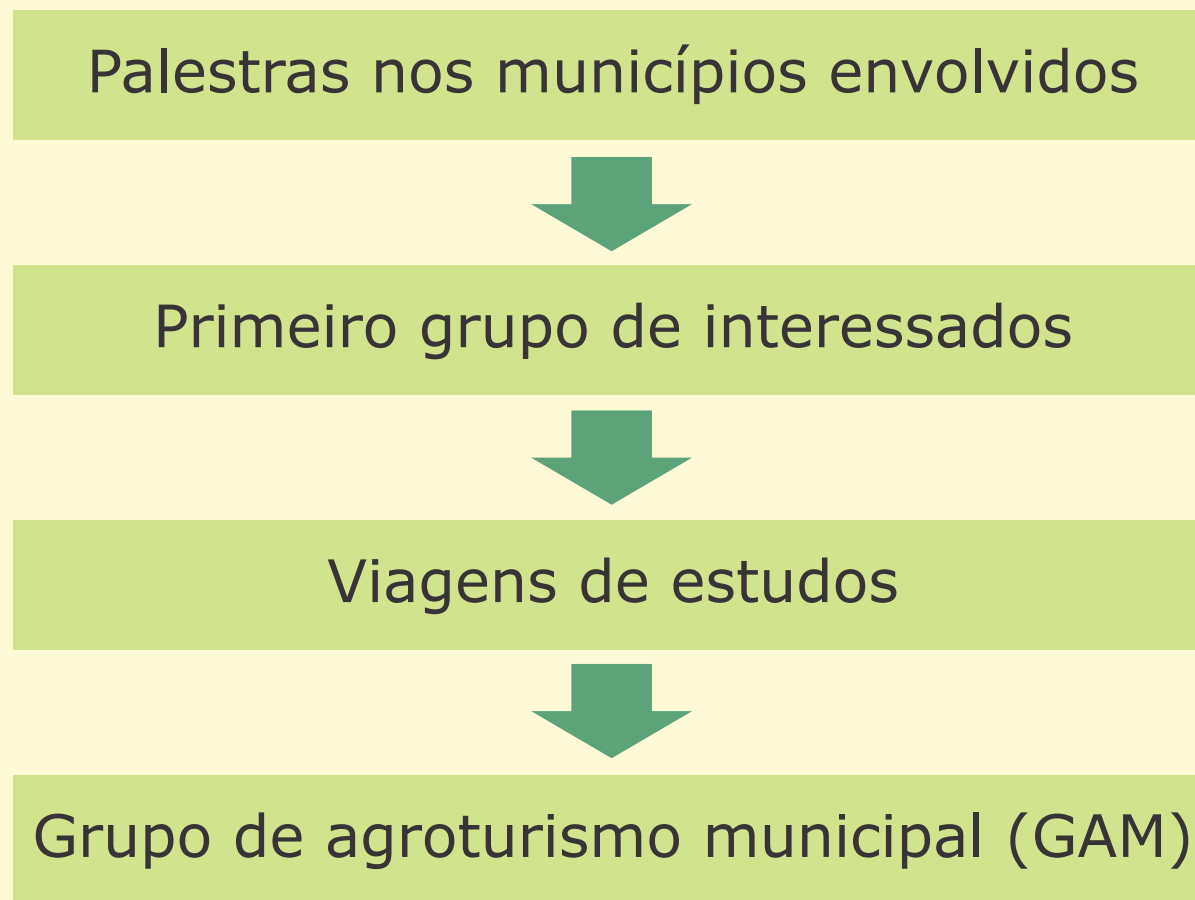 Palestras nos municípios envolvidos
Primeiro grupo de interessados
Viagens de estudos
Grupo de agroturismo municipal (GAM)